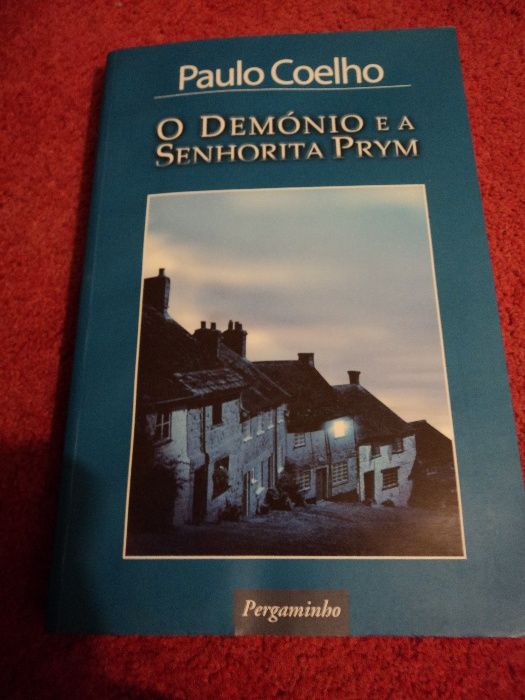 Paulo Coelho
O DEMÓNIO E A
SENHORITA PRYM
Pergaminho